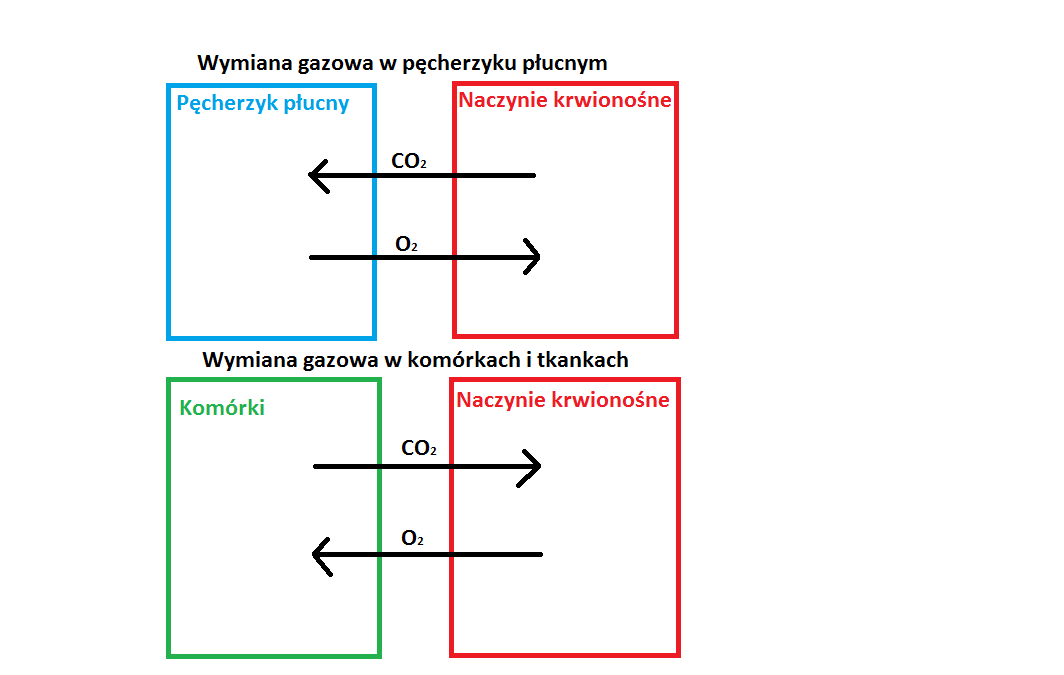 Wymiana gazowa w pęcherzyku płucnym
Pęcherzyk płucny
Naczynie krwionośne
CO₂
O₂
Wymiana gazowa w komórkach i tkankach
Komórki
Naczynie krwionośne
CO₂
O₂